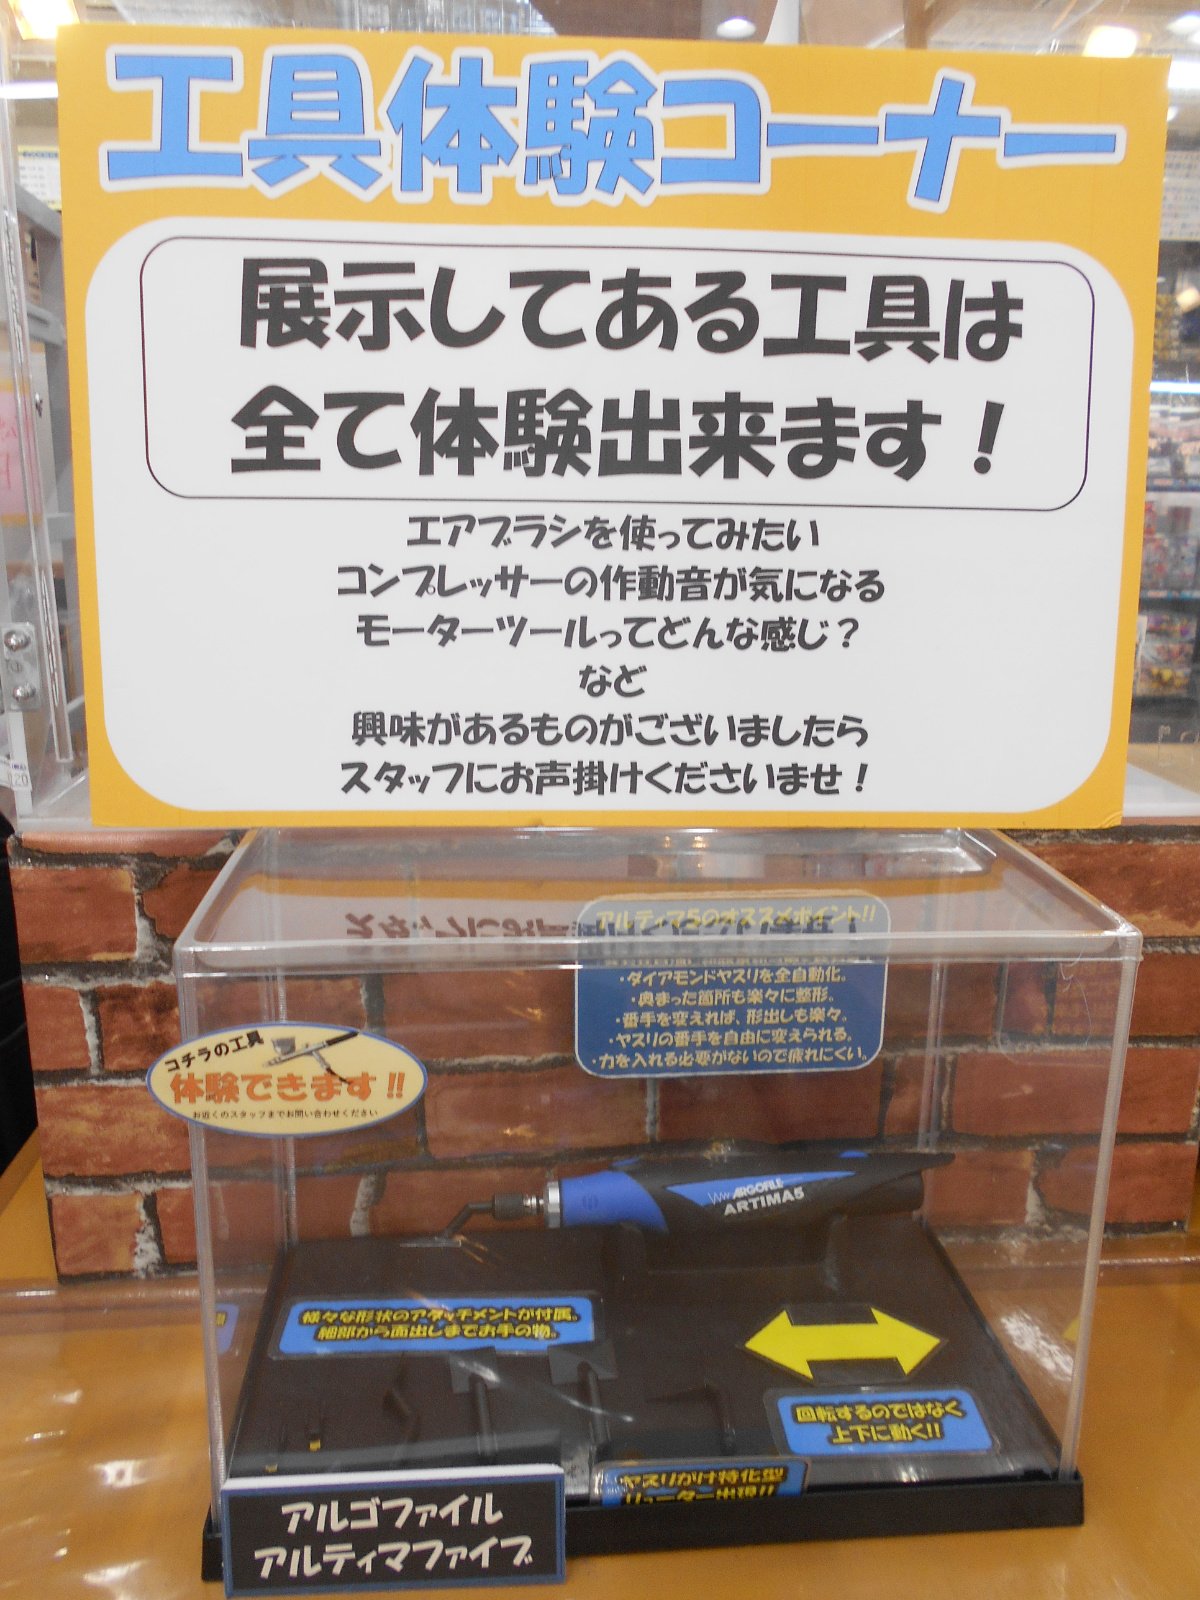 工具体験コーナー
展示してある工具は
全て体験出来ます！
エアブラシを使ってみたい
コンプレッサーの作動音が気になる
モーターツールってどんな感じ？
など
興味があるものがございましたら
スタッフにお声掛けくださいませ！
アルティマ5のオススメポイント!!
・ダイアモンドヤスリを全自動化。
・奥まった箇所も楽々に整形。
・番手を変えれば、形出しも楽々。
・ヤスリの番手を自由に変えられる。
・力を入れる必要がないので疲れにくい。
コチラの工具
体験できます!!
お近くのスタッフまでお問い合わせください
ARGOFILE
ARTIMA5
様々な形状のアタッチメントが付属。
細部から面出しまでお手の物。
回転するのではなく
上下に動く!!
ヤスリがけ特化型
リューター出現!!
アルゴファイル
アルティマファイブ